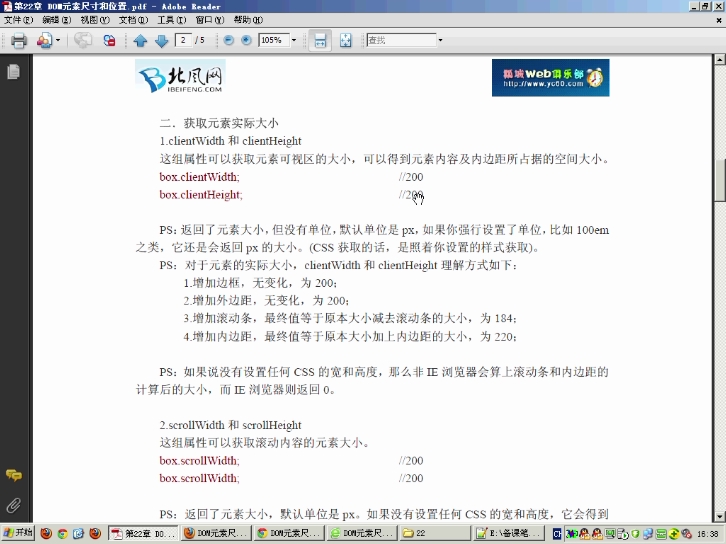 第22章 DOM元素尺寸和位置.pdf - Adobe Reader
文件(F) 编辑(E) 视图(V) 文档(D) 工具(T) 窗口(W) 帮助(H)
2 / 5 105% 查找
北风网
IBEIFENG.COM
瓢城Web俱乐部
http://www.yc60.com
二．获取元素实际大小
1.clientWidth 和 clientHeight
这组属性可以获取元素可视区的大小，可以得到元素内容及内边距所占据的空间大小。
box.clientWidth; //200
box.clientHeight; //200
PS：返回了元素大小，但没有单位，默认单位是 px，如果你强行设置了单位，比如 100em
之类，它还是会返回 px 的大小。(CSS 获取的话，是照着你设置的样式获取)。
PS：对于元素的实际大小，clientWidth 和 clientHeight 理解方式如下：
1.增加边框，无变化，为 200；
2.增加外边距，无变化，为 200；
3.增加滚动条，最终值等于原本大小减去滚动条的大小，为 184；
4.增加内边距，最终值等于原本大小加上内边距的大小，为 220；
PS：如果说没有设置任何 CSS 的宽和高度，那么非 IE 浏览器会算上滚动条和内边距的
计算后的大小，而 IE 浏览器则返回 0。
2.scrollWidth 和 scrollHeight
这组属性可以获取滚动内容的元素大小。
box.scrollWidth; //200
box.scrollWidth; //200
PS：返回了元素大小，默认单位是 px。如果没有设置任何 CSS 的宽和高度，它会得到
开始 第22章 DO... DOM元素尺... DOM元素尺... DOM元素尺... 22 E:\备课笔... 16:38